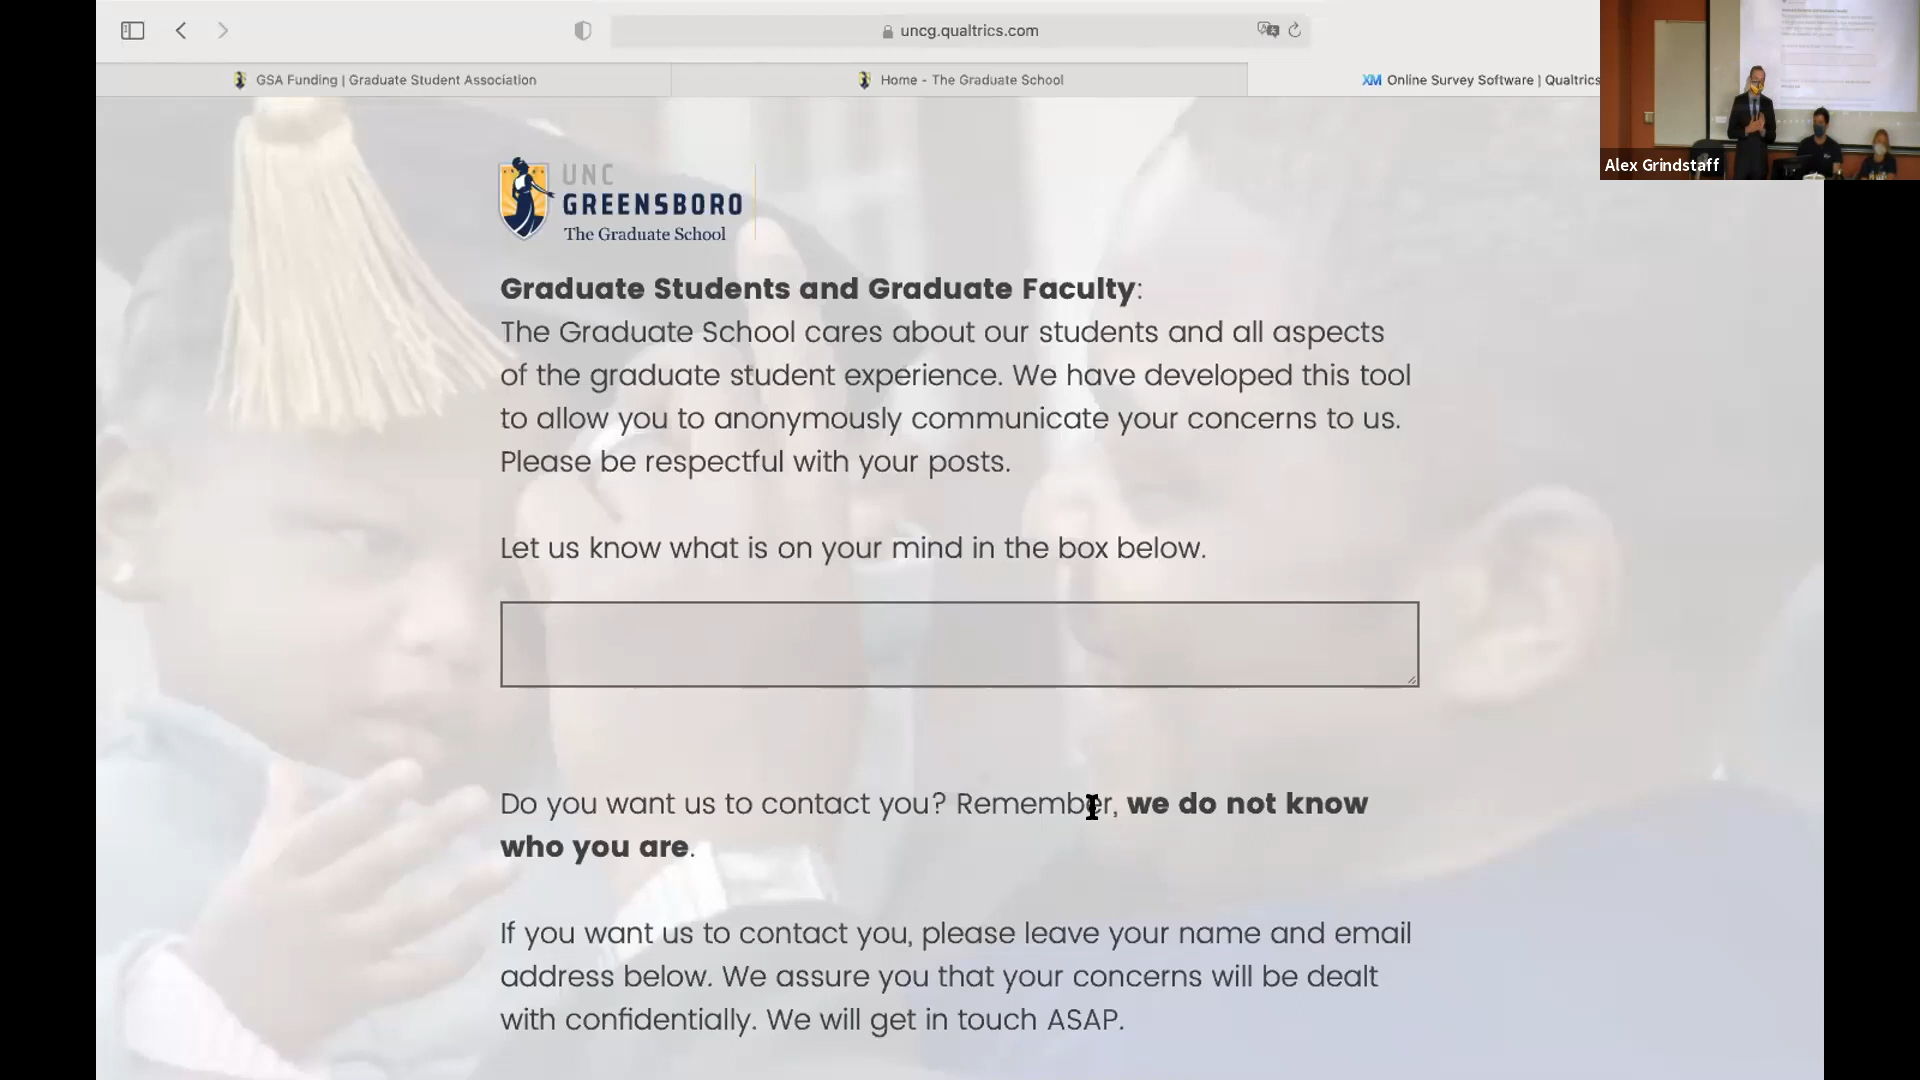 uncg.qualtrics.com
GSA Funding | Graduate Student Association
Home - The Graduate School
XM Online Survey Software | Qualtrics
Alex Grindstaff
UNC
GREENSBORO
The Graduate School
Graduate Students and Graduate Faculty:
The Graduate School cares about our students and all aspects
of the graduate student experience. We have developed this tool
to allow you to anonymously communicate your concerns to us.
Please be respectful with your posts.
Let us know what is on your mind in the box below.
Do you want us to contact you? Remember, we do not know
who you are.
If you want us to contact you, please leave your name and email
address below. We assure you that your concerns will be dealt
with confidentially. We will get in touch ASAP.